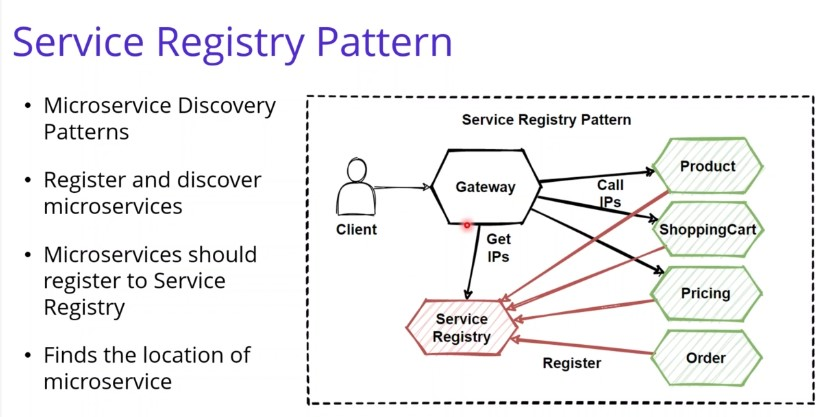 Service Registry Pattern
• Microservice Discovery
Patterns
• Register and discover
microservices
• Microservices should
register to Service
Registry
• Finds the location of
microservice
Service Registry Pattern
Client
Gateway
Call
IPs
Get
IPs
Product
ShoppingCart
Pricing
Order
Service
Registry
Register